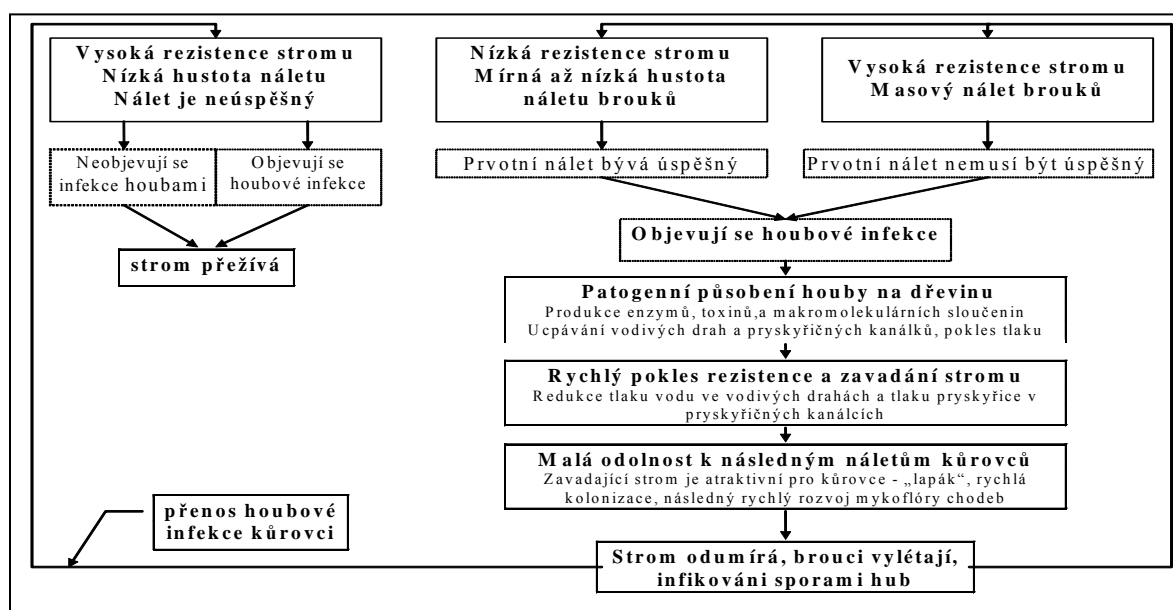 Vysoká rezistence stromu
Nízká hustota náletu
Nálet je neúspěšný
Nízká rezistence stromu
Mírná až nízká hustota
náletu brouků
Vysoká rezistence stromu
Masový nálet brouků
Neobjevují se
infekce houbami
Objevují se
houbové infekce
Prvotní nálet bývá úspěšný
Prvotní nálet nemusí být úspěšný
strom přežívá
Objevují se houbové infekce
Patogenní působení houby na dřevinu
Produkce enzymů, toxinů,a makromolekulárních sloučenin
Ucpávání vodivých drah a pryskyřičných kanálků, pokles tlaku
Rychlý pokles rezistence a zavadání stromu
Redukce tlaku vodu ve vodivých drahách a tlaku pryskyřice v
pryskyřičných kanálcích
Malá odolnost k následným náletům kůrovců
Zavadající strom je atraktivní pro kůrovce - „lapák“, rychlá
kolonizace, následný rychlý rozvoj mykoflóry chodeb
přenos houbové
infekce kůrovci
Strom odumírá, brouci vylétají,
infikováni sporami hub